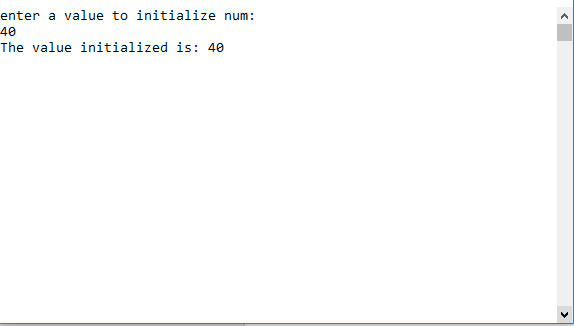 enter a value to initialize num:
40
The value initialized is: 40